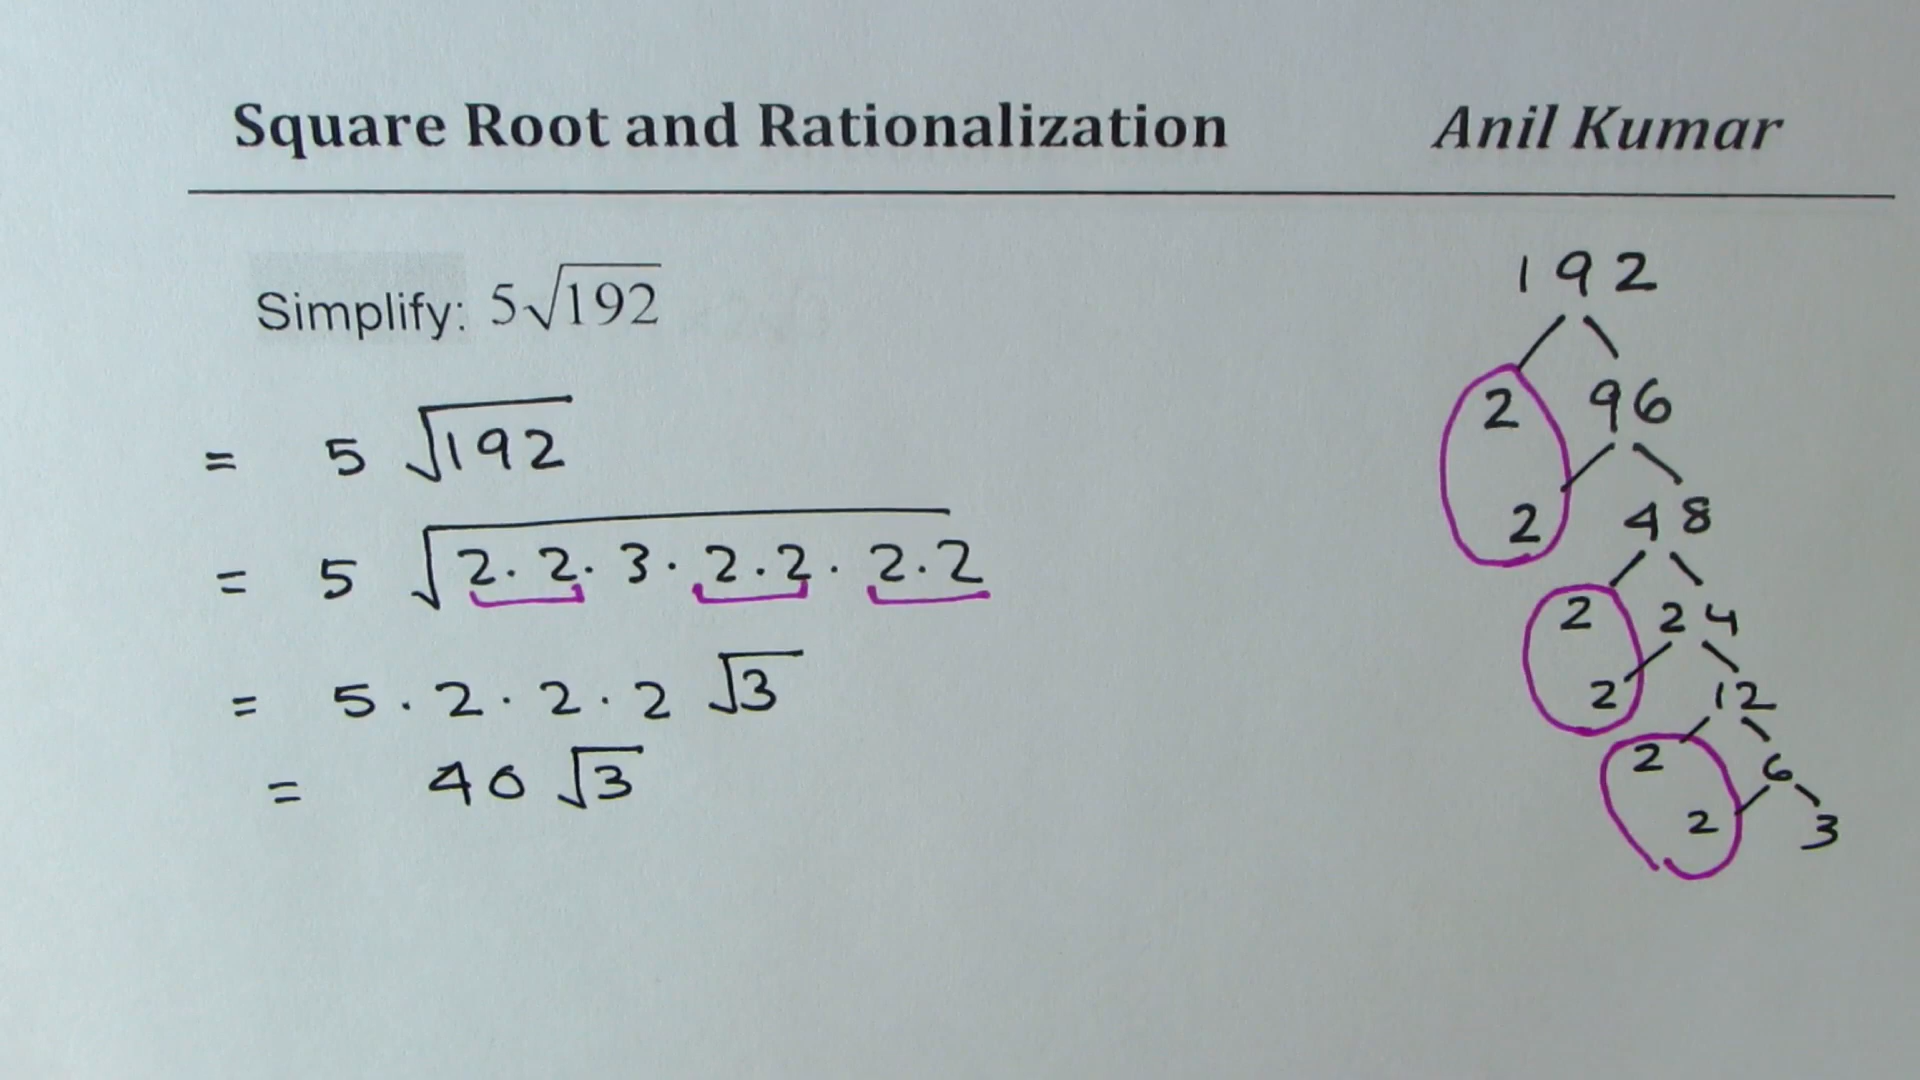 Square Root and Rationalization Anil Kumar
Simplify: 5√192
= 5 √192
= 5 √2·2·3·2·2·2·2
= 5·2·2·2 √3
= 40 √3
192
2 96
2 48
2 24
2 12
2 6
2 3